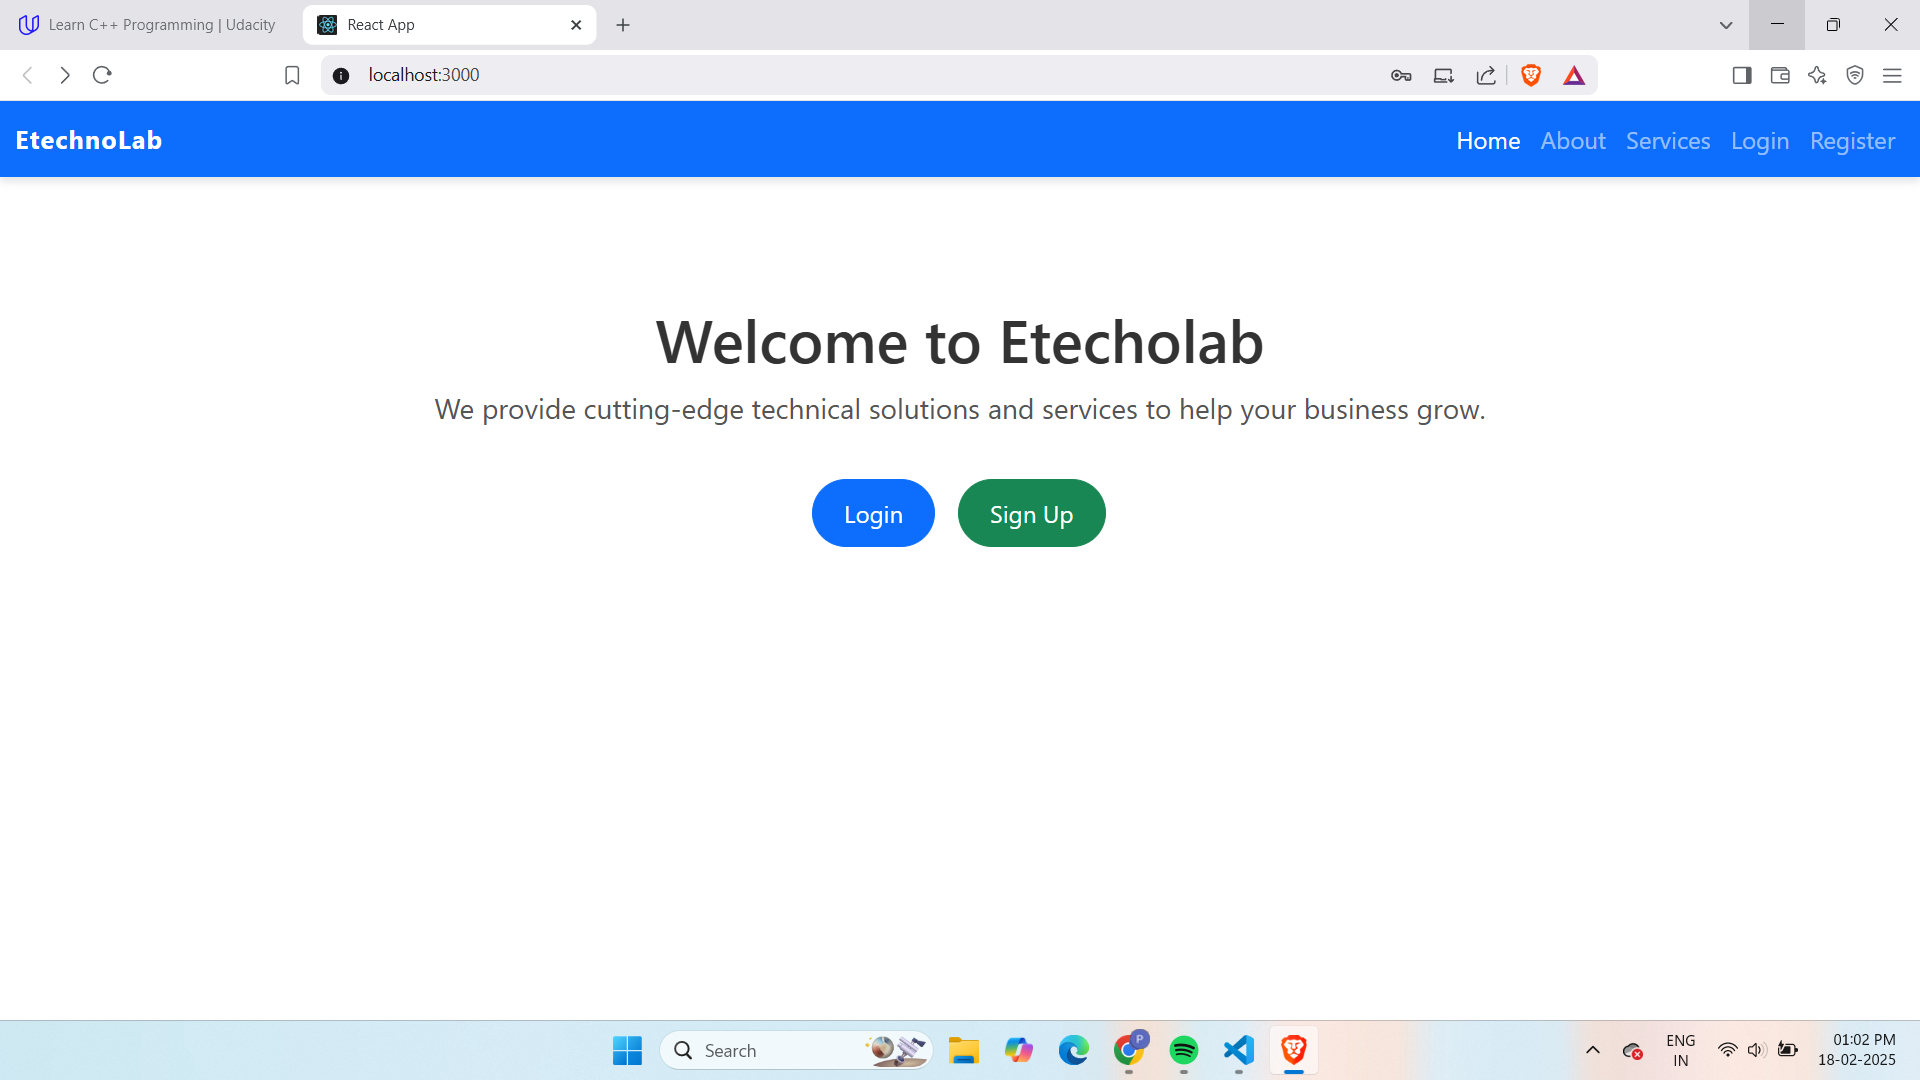 Learn C++ Programming | Udacity
React App
localhost:3000
EtechnoLab
Home About Services Login Register
Welcome to Etecholab
We provide cutting-edge technical solutions and services to help your business grow.
Login
Sign Up
Search
P
ENG
IN
01:02 PM
18-02-2025